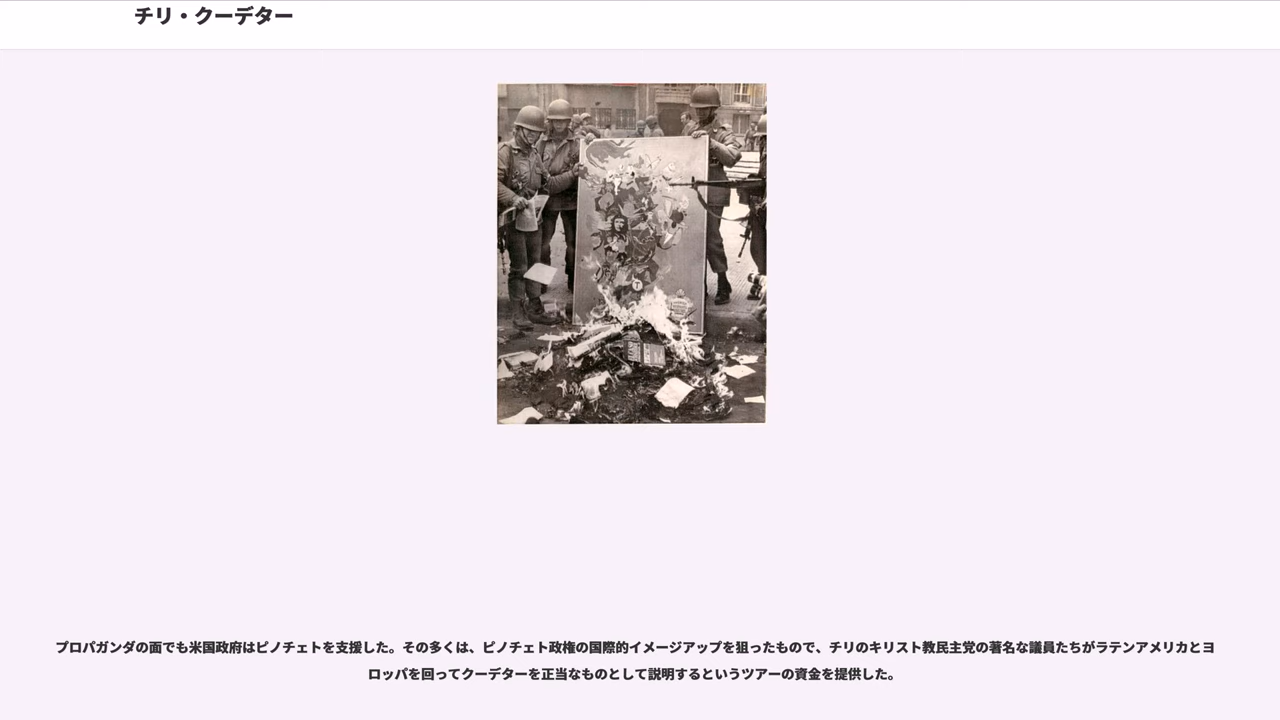 チリ・クーデター
プロパガンダの面でも米国政府はピノチェトを支援した。その多くは、ピノチェト政権の国際的イメージアップを狙ったもので、チリのキリスト教民主党の著名な議員たちがラテンアメリカとヨ
ロッパを回ってクーデターを正当なものとして説明するというツアーの資金を提供した。